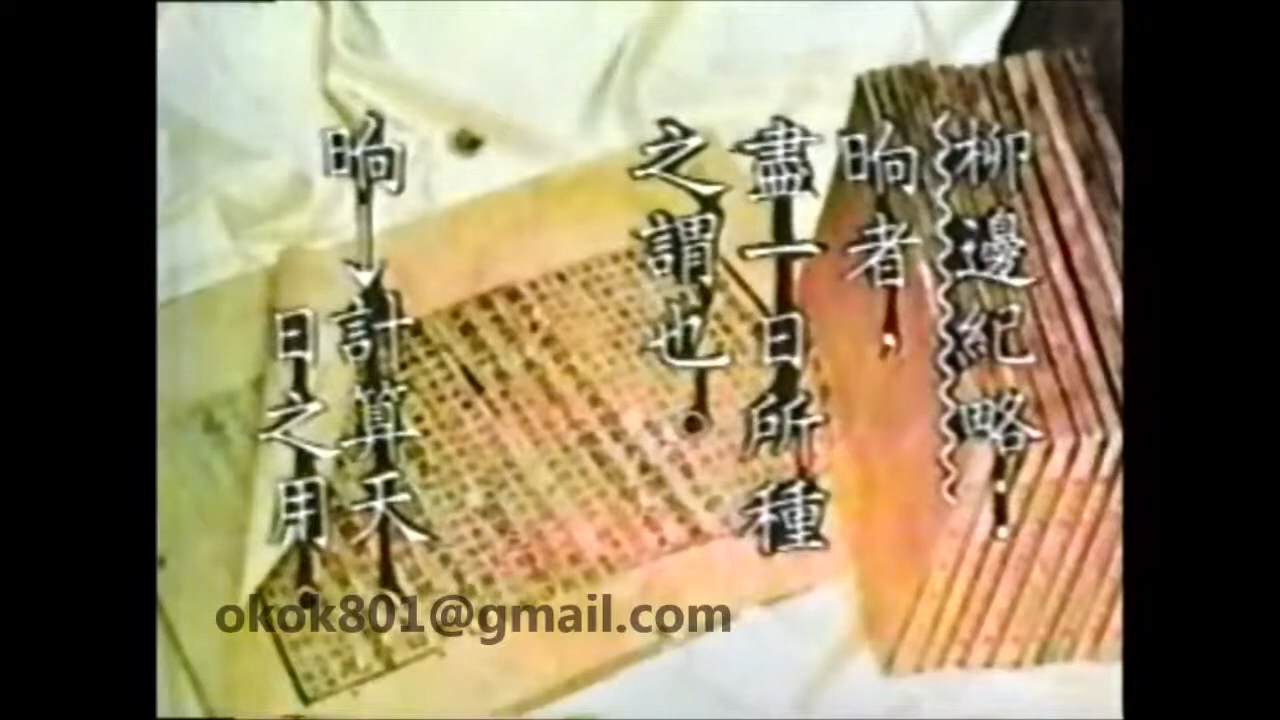 柳邊紀略：
晌者，
盡一日所種
之謂也。
晌→計算天
日之用。
okok801@gmail.com